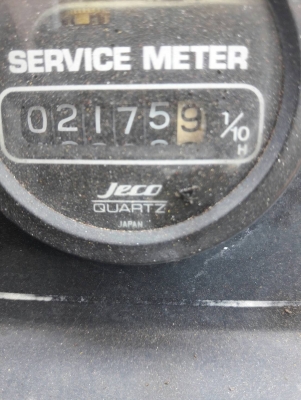 SERVICE METER
021759 1/10
H
Jeco
QUARTZ
JAPAN